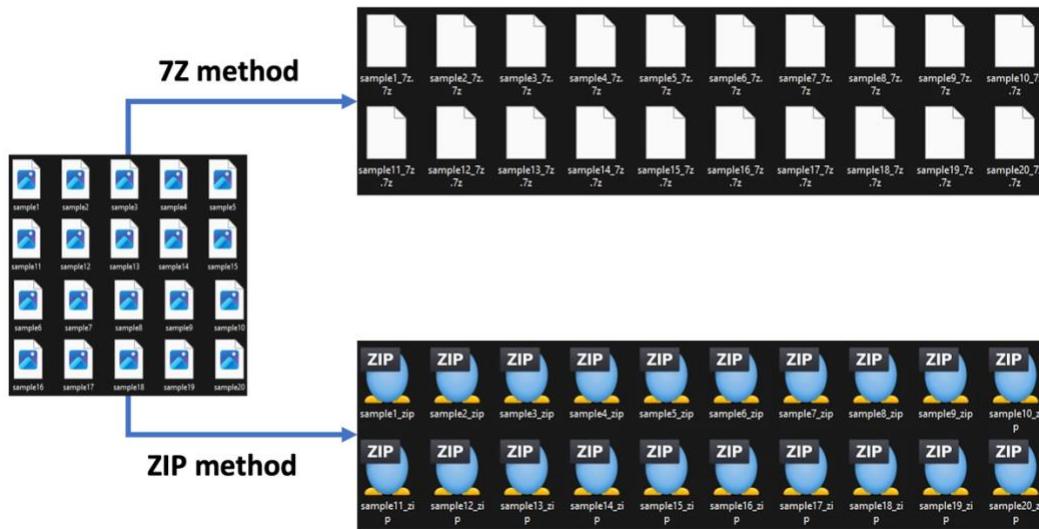 7Z method
sample1_7z.
7z
sample2_7z.
7z
sample3_7z.
7z
sample4_7z.
7z
sample5_7z.
7z
sample6_7z.
7z
sample7_7z.
7z
sample8_7z.
7z
sample9_7z.
7z
sample10_7z
.7z
sample11_7z
.7z
sample12_7z
.7z
sample13_7z
.7z
sample14_7z
.7z
sample15_7z
.7z
sample16_7z
.7z
sample17_7z
.7z
sample18_7z
.7z
sample19_7z
.7z
sample20_7z
.7z
sample1
sample2
sample3
sample4
sample5
sample11
sample12
sample13
sample14
sample15
sample6
sample7
sample8
sample9
sample10
sample16
sample17
sample18
sample19
sample20
ZIP method
ZIP
ZIP
ZIP
ZIP
ZIP
ZIP
ZIP
ZIP
ZIP
ZIP
sample1_zip
sample2_zip
sample3_zip
sample4_zip
sample5_zip
sample6_zip
sample7_zip
sample8_zip
sample9_zip
sample10_zi
p
ZIP
ZIP
ZIP
ZIP
ZIP
ZIP
ZIP
ZIP
ZIP
ZIP
sample11_zi
p
sample12_zi
p
sample13_zi
p
sample14_zi
p
sample15_zi
p
sample16_zi
p
sample17_zi
p
sample18_zi
p
sample19_zi
p
sample20_zi
p